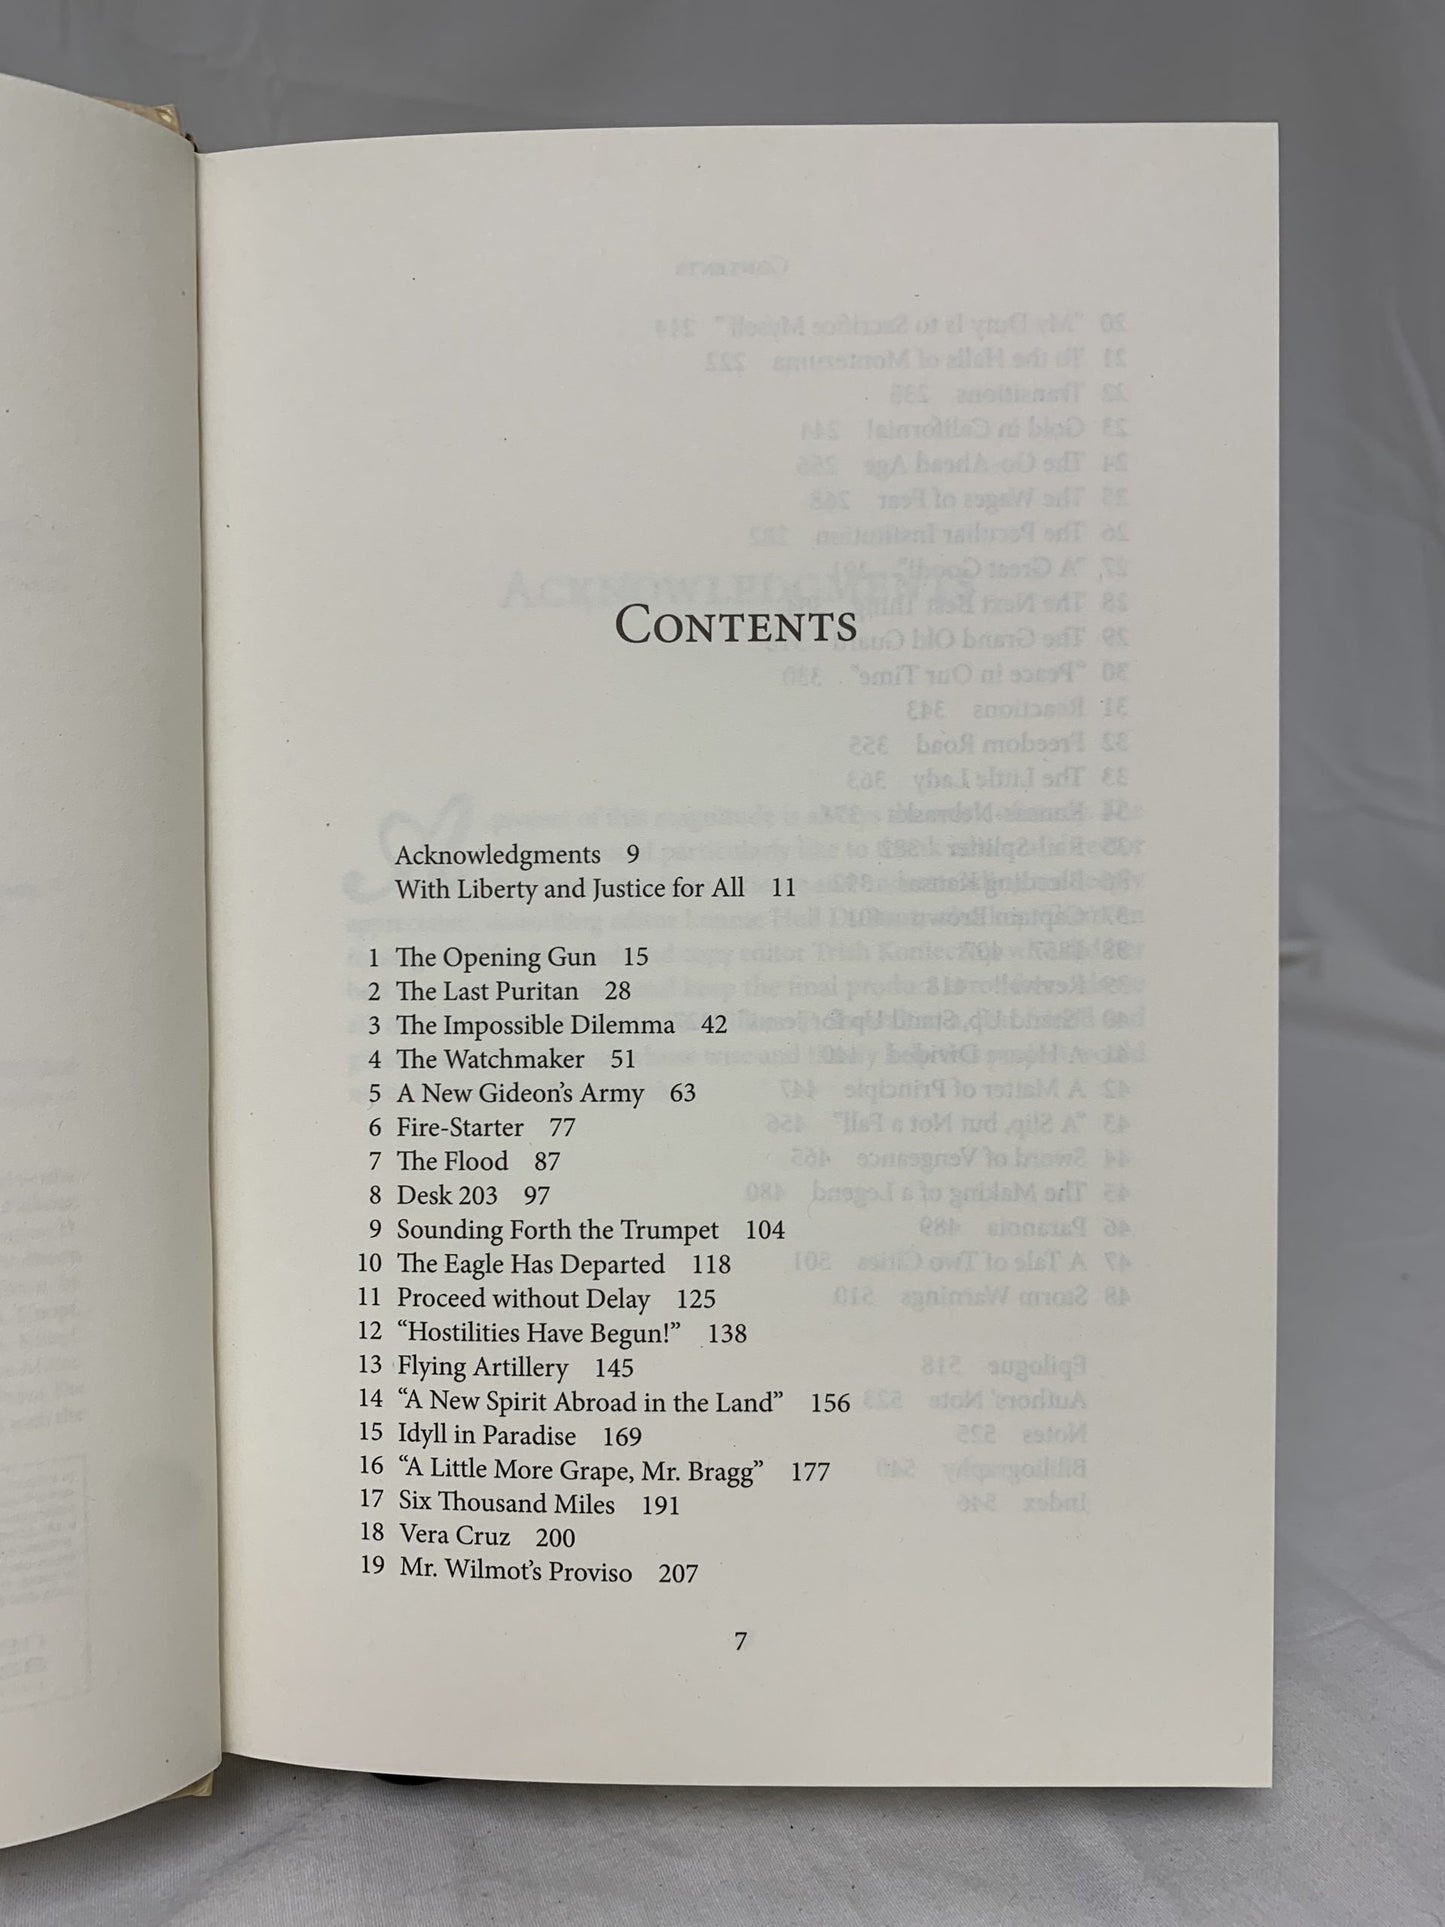 CONTENTS
Acknowledgments 9
With Liberty and Justice for All 11
1 The Opening Gun 15
2 The Last Puritan 28
3 The Impossible Dilemma 42
4 The Watchmaker 51
5 A New Gideon's Army 63
6 Fire-Starter 77
7 The Flood 87
8 Desk 203 97
9 Sounding Forth the Trumpet 104
10 The Eagle Has Departed 118
11 Proceed without Delay 125
12 “Hostilities Have Begun!” 138
13 Flying Artillery 145
14 “A New Spirit Abroad in the Land” 156
15 Idyll in Paradise 169
16 “A Little More Grape, Mr. Bragg” 177
17 Six Thousand Miles 191
18 Vera Cruz 200
19 Mr. Wilmot's Proviso 207
7